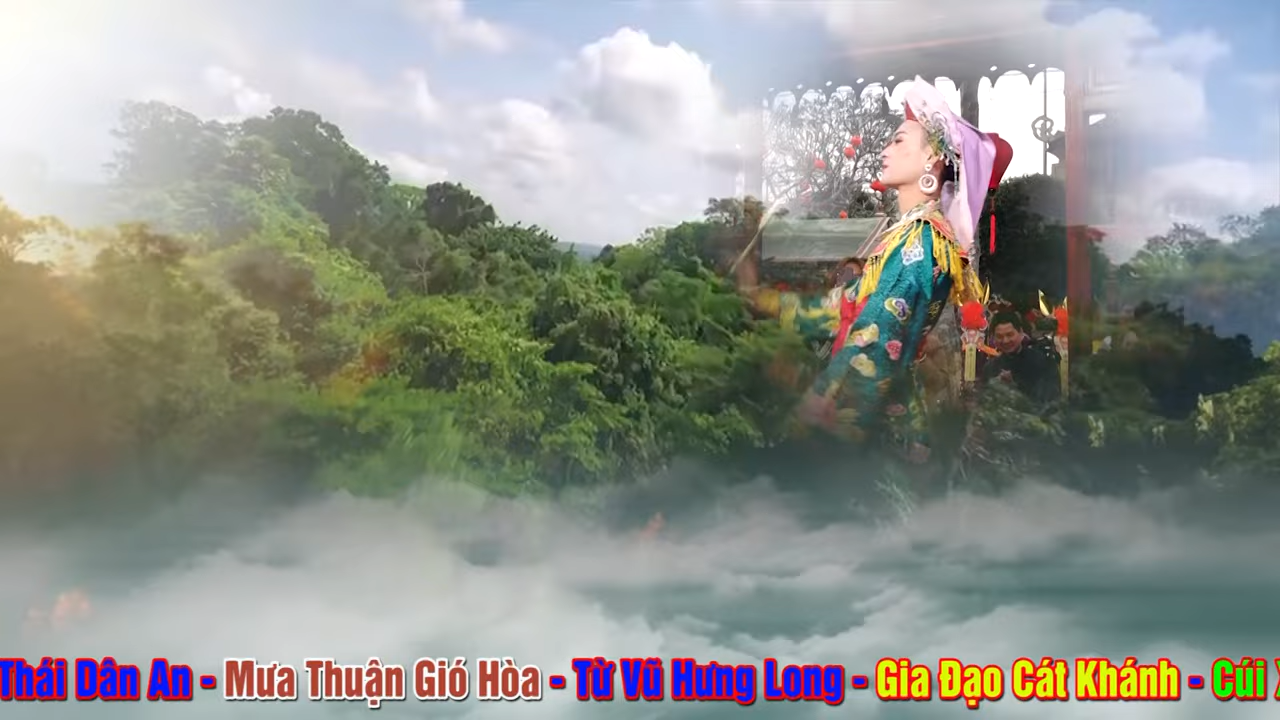 Thái Dân An - Mưa Thuận Gió Hòa - Từ Vũ Hưng Long - Gia Đạo Cát Khánh - Cúi